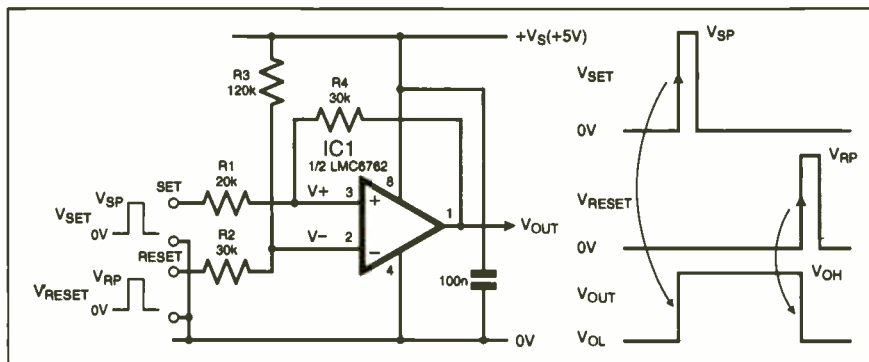 +VS(+5V)
R3
120k
R4
30k
IC1
1/2 LMC6762
R1
20k
SET
VSP
VSET
0V
V+
3
8
+
1
VOUT
V–
2
–
4
RESET
R2
30k
VRP
VRESET
0V
100n
0V
VSP
VSET
0V
VRP
VRESET
0V
VOH
VOUT
VOL